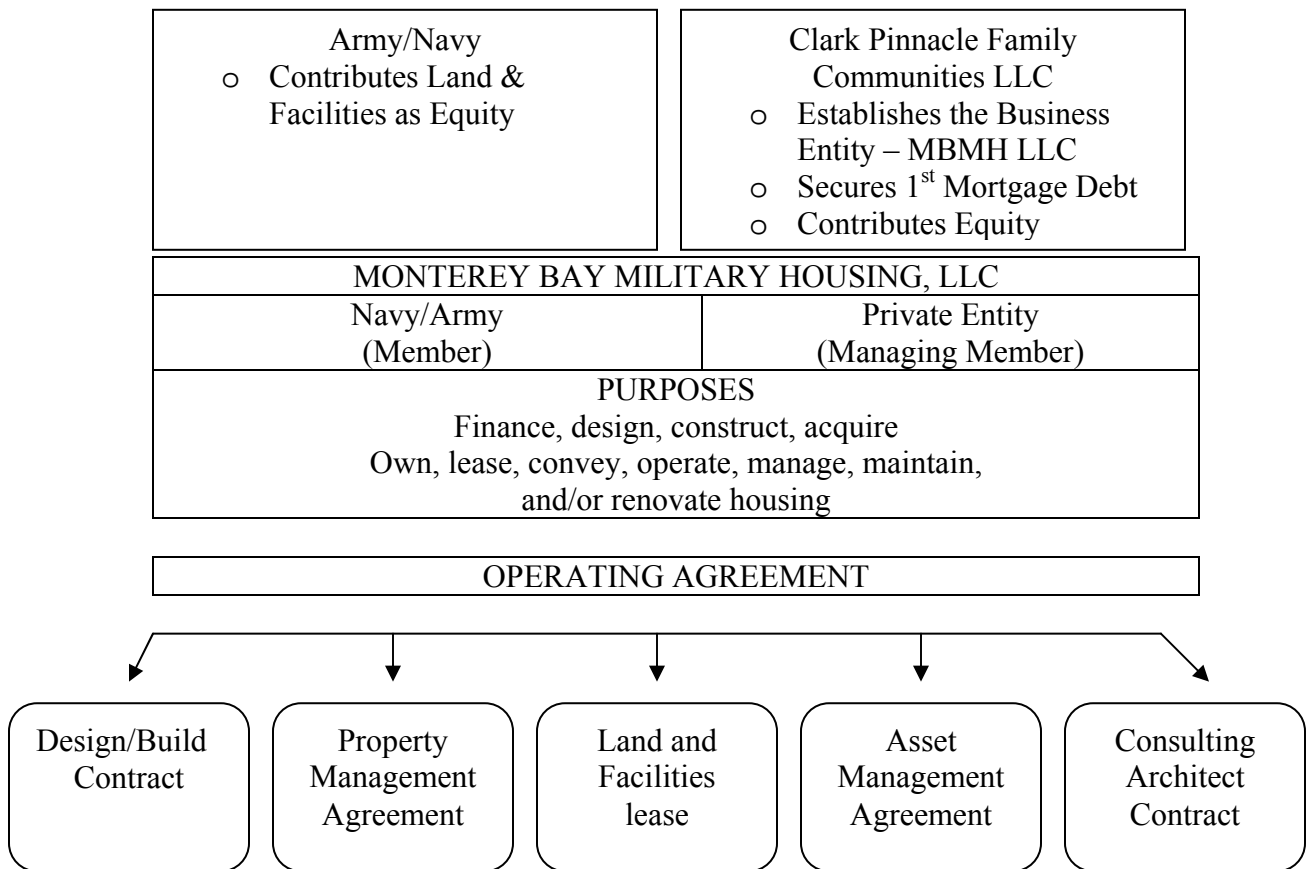 Army/Navy
o Contributes Land &
Facilities as Equity
Clark Pinnacle Family
Communities LLC
o Establishes the Business
Entity – MBMH LLC
o Secures 1st Mortgage Debt
o Contributes Equity
MONTEREY BAY MILITARY HOUSING, LLC
Navy/Army
(Member)
Private Entity
(Managing Member)
PURPOSES
Finance, design, construct, acquire
Own, lease, convey, operate, manage, maintain,
and/or renovate housing
OPERATING AGREEMENT
Design/Build
Contract
Property
Management
Agreement
Land and
Facilities
lease
Asset
Management
Agreement
Consulting
Architect
Contract